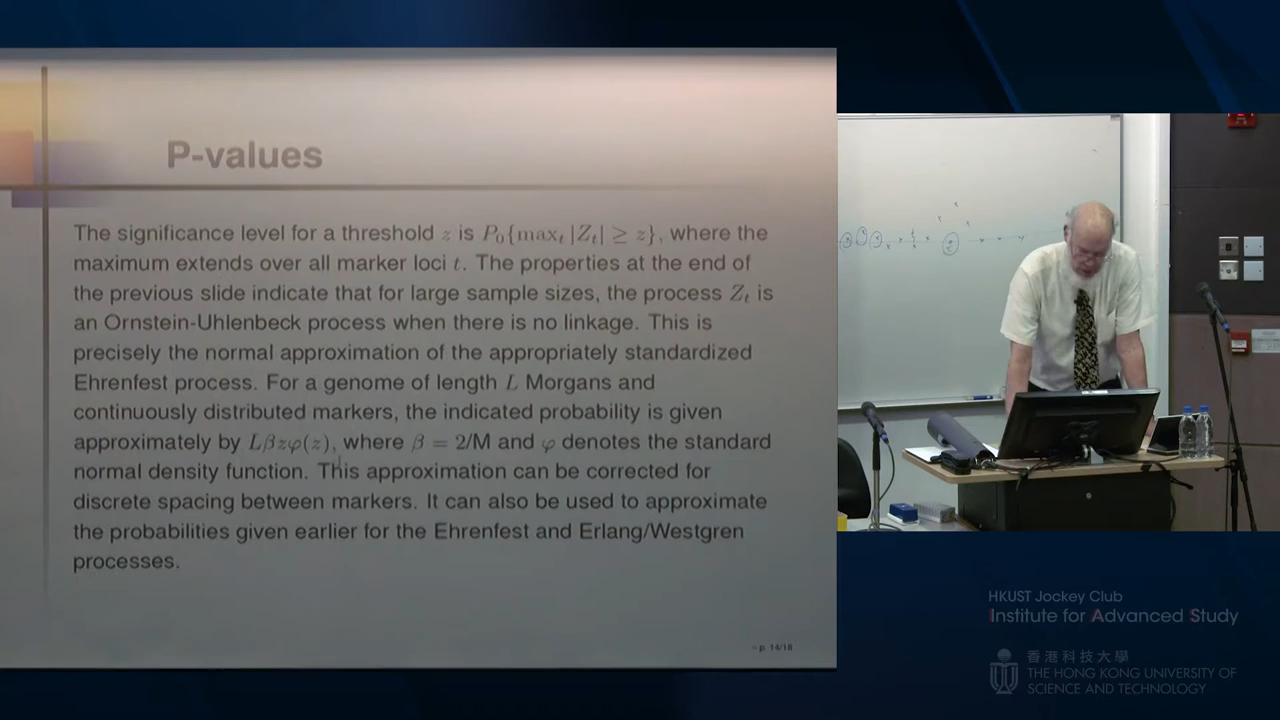 P-values
The significance level for a threshold z is P₀{maxₜ |Zₜ| ≥ z}, where the
maximum extends over all marker loci t. The properties at the end of
the previous slide indicate that for large sample sizes, the process Zₜ is
an Ornstein-Uhlenbeck process when there is no linkage. This is
precisely the normal approximation of the appropriately standardized
Ehrenfest process. For a genome of length L Morgans and
continuously distributed markers, the indicated probability is given
approximately by Lβzφ(z), where β = 2/M and φ denotes the standard
normal density function. This approximation can be corrected for
discrete spacing between markers. It can also be used to approximate
the probabilities given earlier for the Ehrenfest and Erlang/Westgren
processes.
– p. 14/18
HKUST Jockey Club
Institute for Advanced Study
香港科技大學
THE HONG KONG UNIVERSITY OF
SCIENCE AND TECHNOLOGY